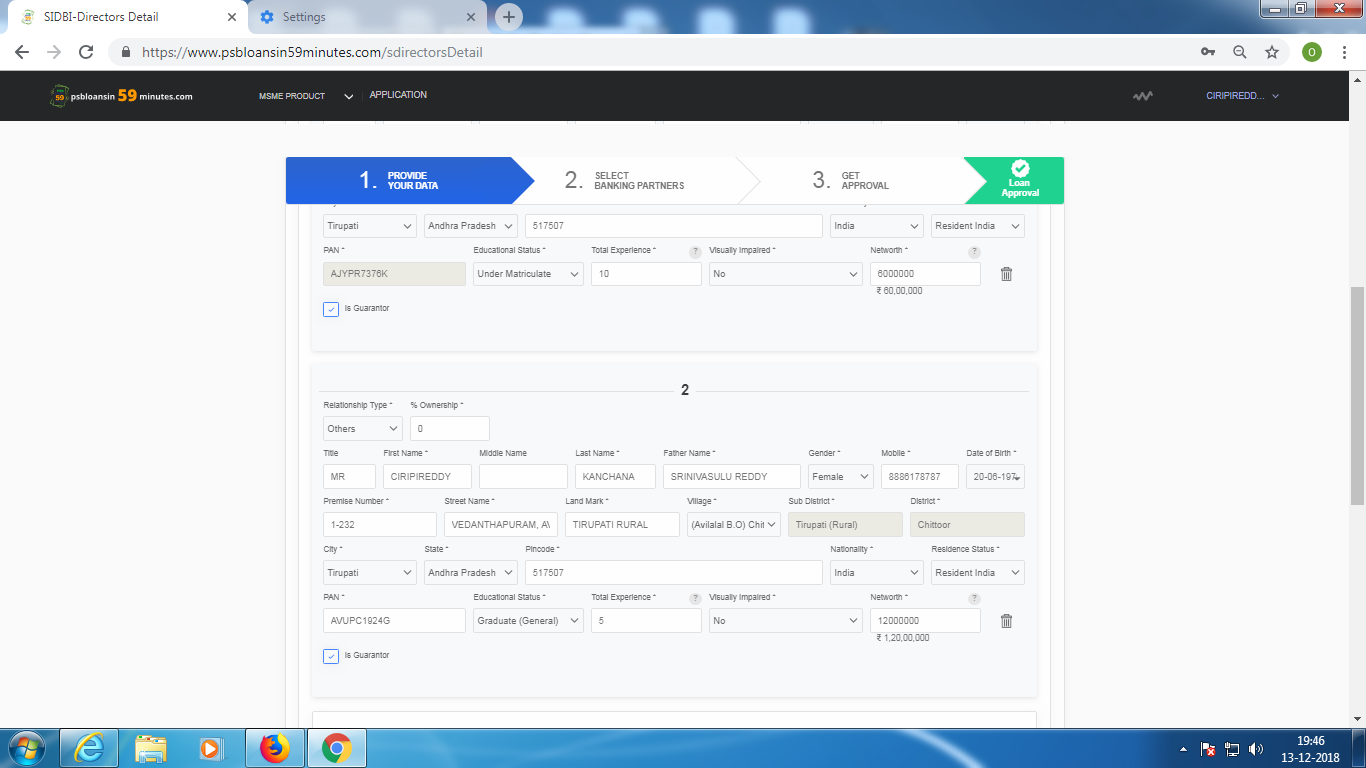 SIDBI-Directors Detail
Settings
https://www.psbloansin59minutes.com/sdirectorsDetail
O
59 psbloansin 59 minutes.com
MSME PRODUCT
APPLICATION
CIRIPIREDD...
1. PROVIDE YOUR DATA
2. SELECT BANKING PARTNERS
3. GET APPROVAL
Loan Approval
Tirupati Andhra Pradesh 517507 India Resident India
PAN * Educational Status * Total Experience * ? Visually Impaired * Networth * ?
AJYPR7376K Under Matriculate 10 No 6000000
₹ 60,00,000
Is Guarantor
2
Relationship Type * % Ownership *
Others 0
Title First Name * Middle Name Last Name * Father Name * Gender * Mobile * Date of Birth *
MR CIRIPIREDDY KANCHANA SRINIVASULU REDDY Female 8886178787 20-06-197
Premise Number * Street Name * Land Mark * Village * Sub District * District *
1-232 VEDANTHAPURAM, AV TIRUPATI RURAL (Avilalal B.O) Chit Tirupati (Rural) Chittoor
City * State * Pincode * Nationality * Residence Status *
Tirupati Andhra Pradesh 517507 India Resident India
PAN * Educational Status * Total Experience * ? Visually Impaired * Networth * ?
AVUPC1924G Graduate (General) 5 No 12000000
₹ 1,20,00,000
Is Guarantor
19:46
13-12-2018